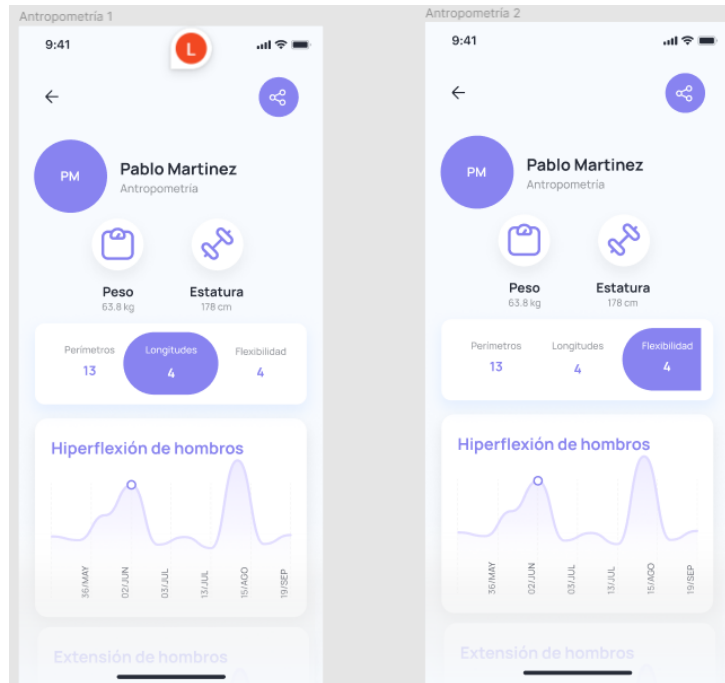 Antropometría 1
9:41
L
PM
Pablo Martinez
Antropometría
Peso
63.8 kg
Estatura
178 cm
Perímetros
13
Longitudes
4
Flexibilidad
4
Hiperflexión de hombros
36/MAY
02/JUN
03/JUL
13/JUL
15/AGO
19/SEP
Extensión de hombros
Antropometría 2
9:41
PM
Pablo Martinez
Antropometría
Peso
63.8 kg
Estatura
178 cm
Perímetros
13
Longitudes
4
Flexibilidad
4
Hiperflexión de hombros
36/MAY
02/JUN
03/JUL
13/JUL
15/AGO
19/SEP
Extensión de hombros